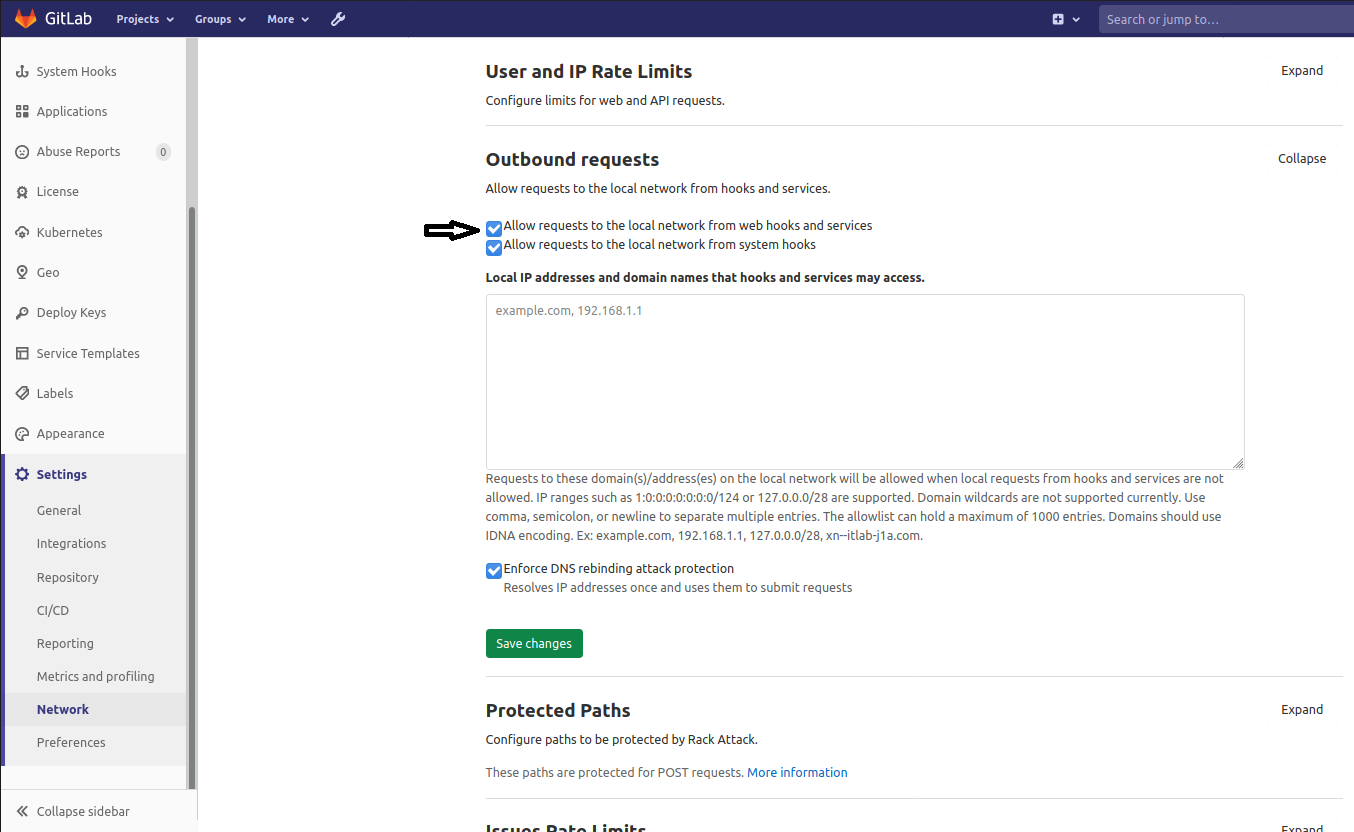 GitLab Projects Groups More Search or jump to…
System Hooks
Applications
Abuse Reports 0
License
Kubernetes
Geo
Deploy Keys
Service Templates
Labels
Appearance
Settings
General
Integrations
Repository
CI/CD
Reporting
Metrics and profiling
Network
Preferences
Collapse sidebar
User and IP Rate Limits Expand
Configure limits for web and API requests.
Outbound requests Collapse
Allow requests to the local network from hooks and services.
Allow requests to the local network from web hooks and services
Allow requests to the local network from system hooks
Local IP addresses and domain names that hooks and services may access.
example.com, 192.168.1.1
Requests to these domain(s)/address(es) on the local network will be allowed when local requests from hooks and services are not
allowed. IP ranges such as 1:0:0:0:0:0:0:0/124 or 127.0.0.0/28 are supported. Domain wildcards are not supported currently. Use
comma, semicolon, or newline to separate multiple entries. The allowlist can hold a maximum of 1000 entries. Domains should use
IDNA encoding. Ex: example.com, 192.168.1.1, 127.0.0.0/28, xn--itlab-j1a.com.
Enforce DNS rebinding attack protection
Resolves IP addresses once and uses them to submit requests
Save changes
Protected Paths Expand
Configure paths to be protected by Rack Attack.
These paths are protected for POST requests. More information
Issues Rate Limits Expand